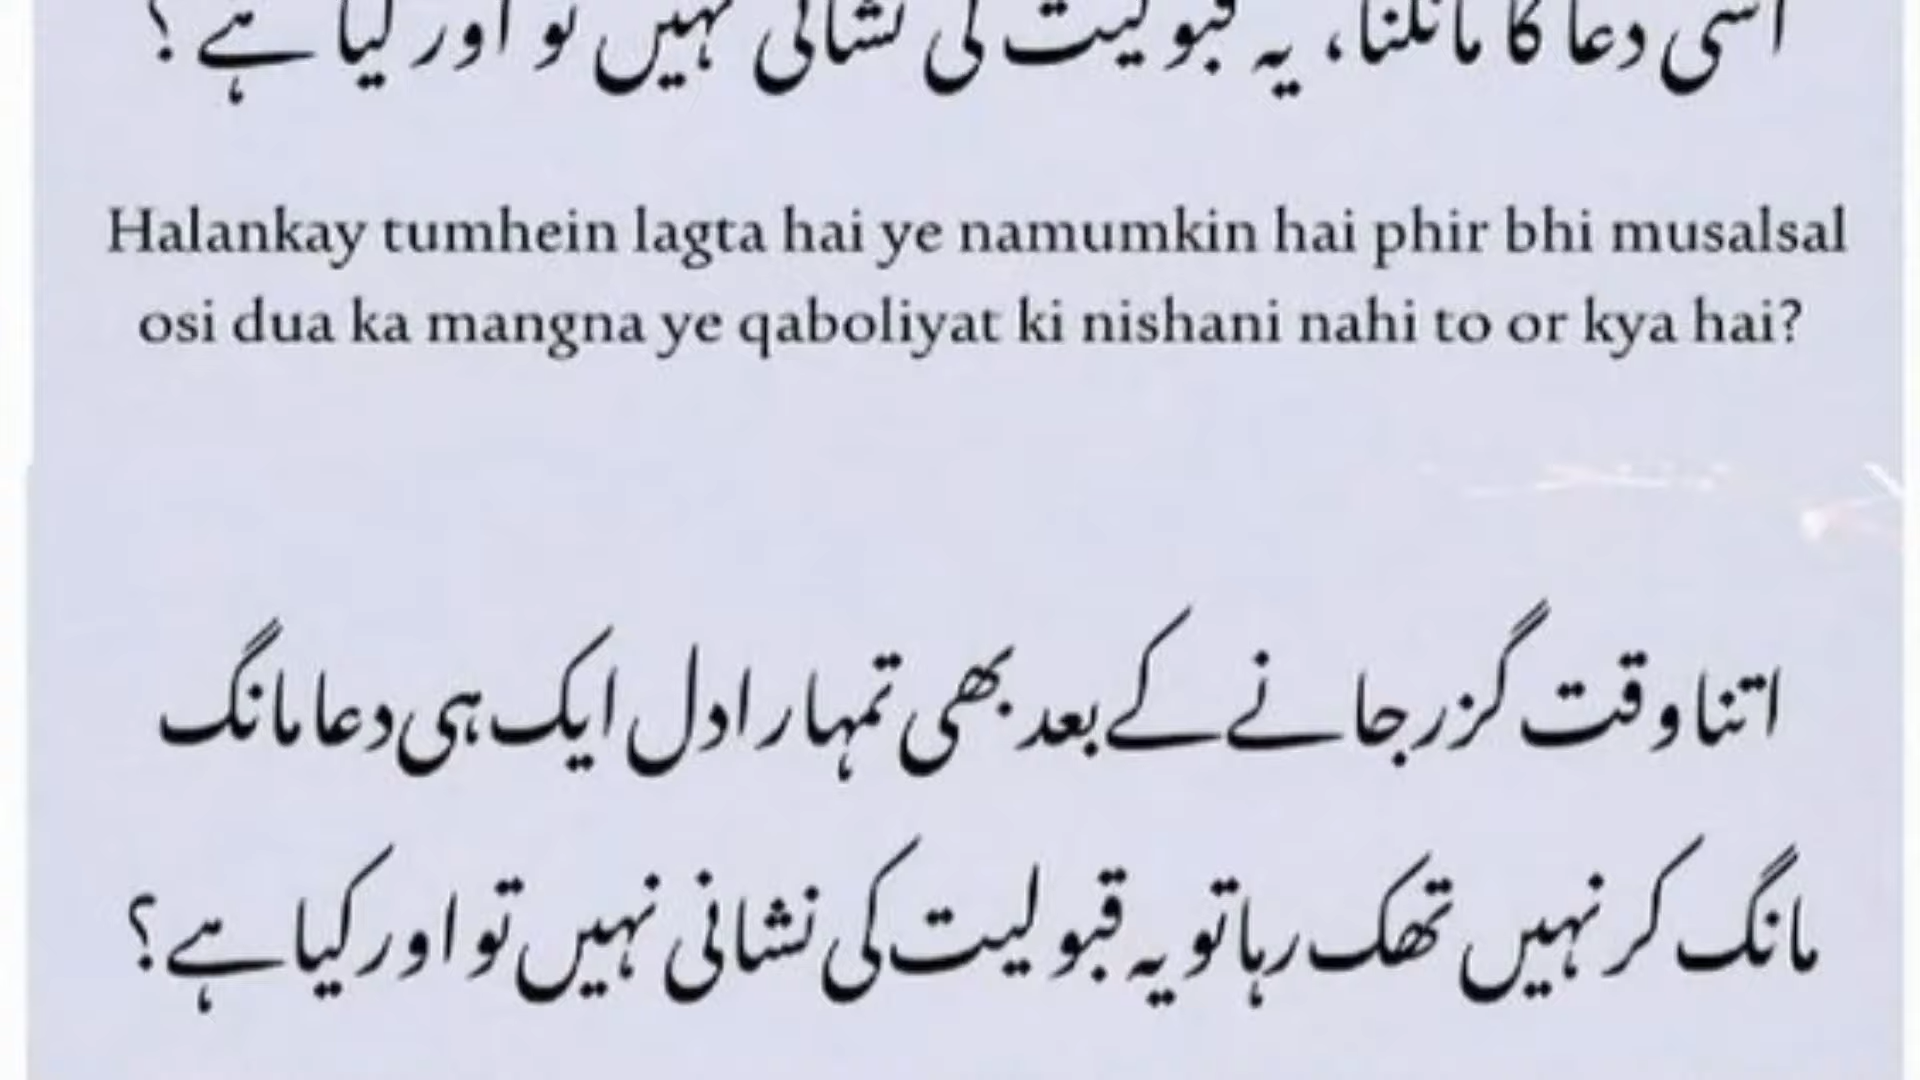 اسی دعا کا مانگنا، یہ قبولیت کی نشانی نہیں تو اور کیا ہے؟
Halankay tumhein lagta hai ye namumkin hai phir bhi musalsal
osi dua ka mangna ye qaboliyat ki nishani nahi to or kya hai?
اتنا وقت گزر جانے کے بعد بھی تمہارا دل ایک ہی دعا مانگ
مانگ کر نہیں تھک رہا تو یہ قبولیت کی نشانی نہیں تو اور کیا ہے؟